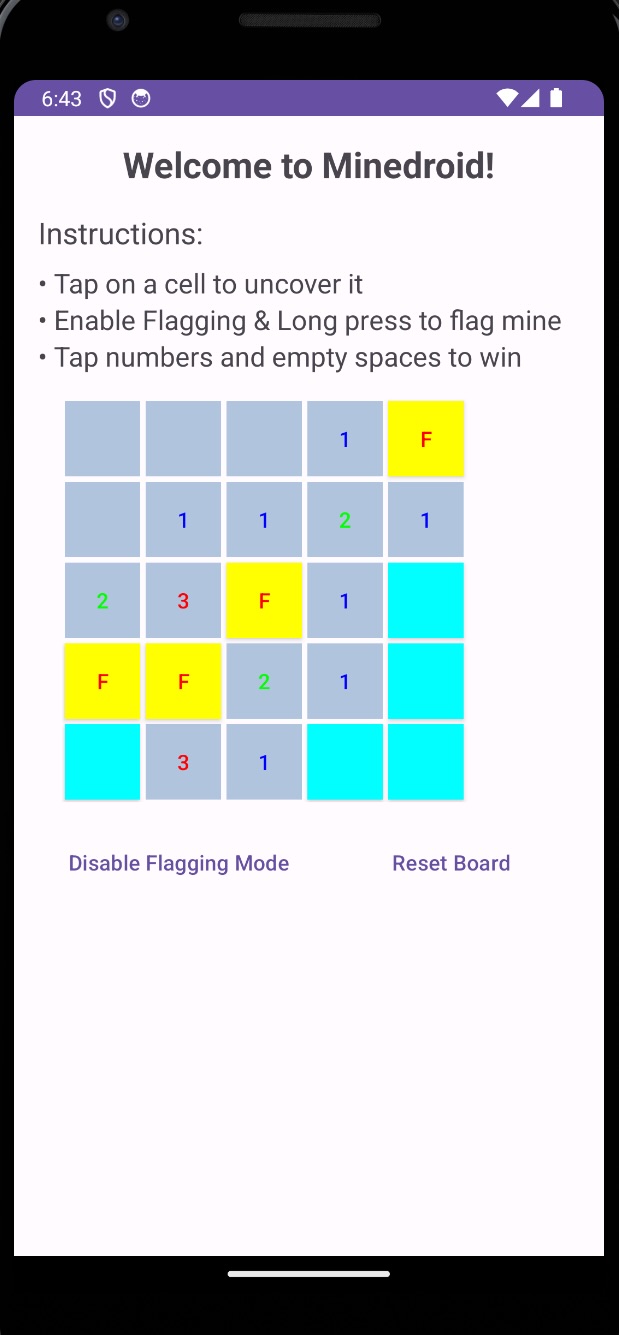 6:43
Welcome to Minedroid!
Instructions:
• Tap on a cell to uncover it
• Enable Flagging & Long press to flag mine
• Tap numbers and empty spaces to win
1 F
1 1 2 1
2 3 F 1
F F 2 1
3 1
Disable Flagging Mode Reset Board